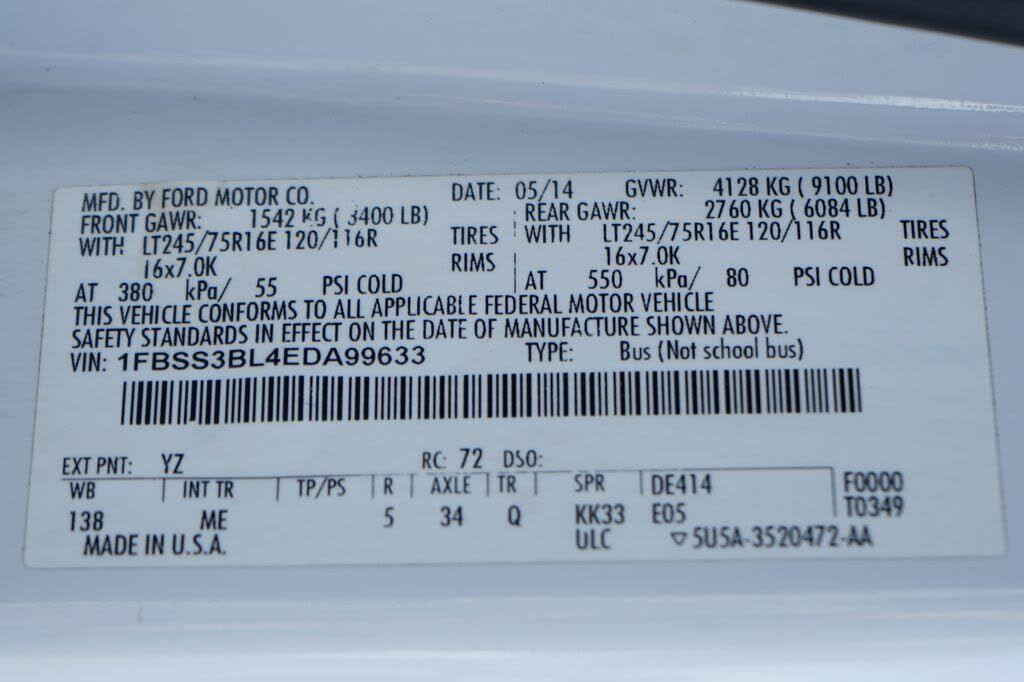 MFD. BY FORD MOTOR CO. DATE: 05/14 GVWR: 4128 KG ( 9100 LB)
FRONT GAWR: 1542 KG ( 3400 LB) REAR GAWR: 2760 KG ( 6084 LB)
WITH LT245/75R16E 120/116R TIRES WITH LT245/75R16E 120/116R TIRES
16x7.0K RIMS 16x7.0K RIMS
AT 380 kPa/ 55 PSI COLD AT 550 kPa/ 80 PSI COLD
THIS VEHICLE CONFORMS TO ALL APPLICABLE FEDERAL MOTOR VEHICLE
SAFETY STANDARDS IN EFFECT ON THE DATE OF MANUFACTURE SHOWN ABOVE.
VIN: 1FBSS3BL4EDA99633 TYPE: Bus (Not school bus)
EXT PNT: YZ RC: 72 DSO:
WB INT TR TP/PS R AXLE TR SPR DE414 F0000
138 ME 5 34 Q KK33 E05 T0349
MADE IN U.S.A. ULC ▽5U5A-3520472-AA